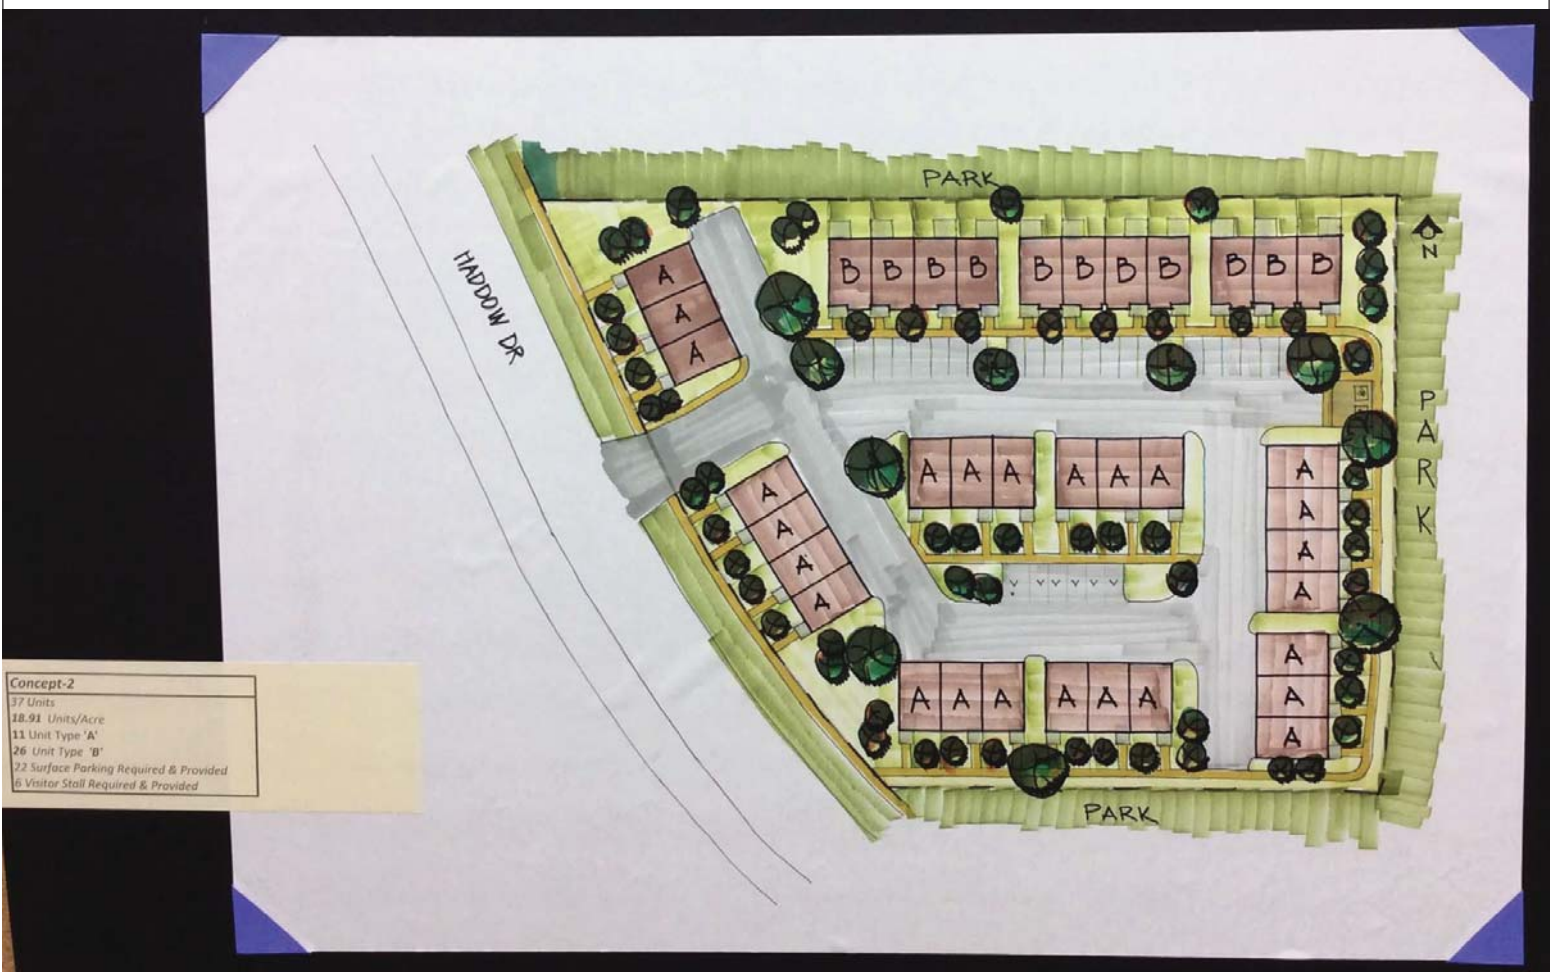 PARK
N
HADDOW DR
A
A
A
B B B B
B B B B
B B B
PARK
A
A
A
A
A A A
A A A
A
A
A
A
V V V V V V
A A A
A A A
A
A
A
PARK
Concept-2
37 Units
18.91 Units/Acre
11 Unit Type 'A'
26 Unit Type 'B'
22 Surface Parking Required & Provided
6 Visitor Stall Required & Provided